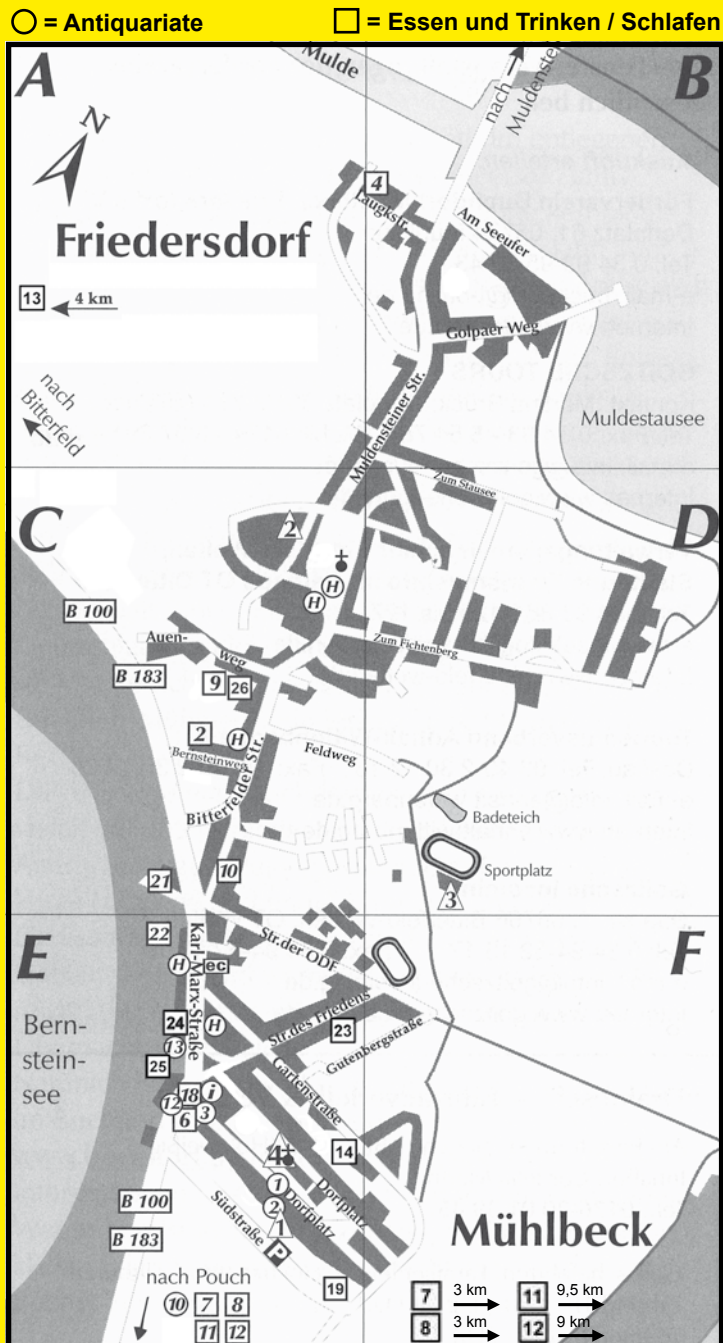 = Antiquariate
= Essen und Trinken / Schlafen
A
B
Mulde
nach
N
4
Laugkstr.
Am Seeufer
Friedersdorf
13
4 km
Golpaer Weg
nach
Bitterfeld
Muldensteiner Str.
Muldestausee
Zum Stausee
C
D
2
H
H
B 100
Auen-
weg
Zum Fichtenberg
B 183
9
26
2
H
Bernsteinweg
Feldweg
Bitterfelder Str.
Badeteich
10
Sportplatz
21
3
22
E
F
Karl-Marx-Straße
Str.der ODF
H
ec
Bern-
stein-
see
24
H
Str.des Friedens
23
13
Gutenbergstraße
25
Gartenstraße
18
i
12
3
6
4
14
1
Dorfplatz
2
Dorfplatz
1
Südstraße
B 100
B 183
P
Mühlbeck
nach Pouch
10
7
8
11
12
19
7
3 km
11
9,5 km
8
3 km
12
9 km